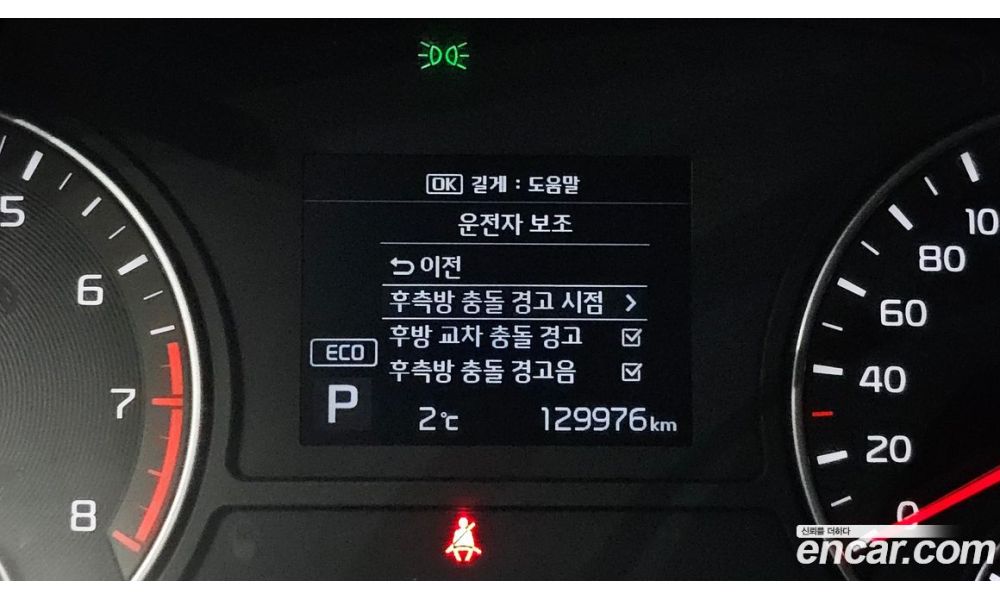 OK 길게 : 도움말
운전자 보조
이전
후측방 충돌 경고 시점 >
후방 교차 충돌 경고
후측방 충돌 경고음
ECO
P
2℃ 129976 km
5
6
7
8
100
80
60
40
20
0
신뢰를 더하다
encar.com